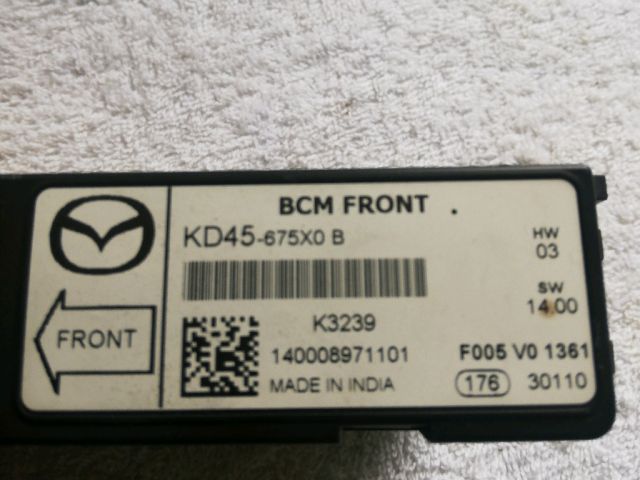 BCM FRONT .
KD45-675X0 B
HW
03
SW
14.00
FRONT
K3239
140008971101
MADE IN INDIA
F005 V0 1361
176 30110